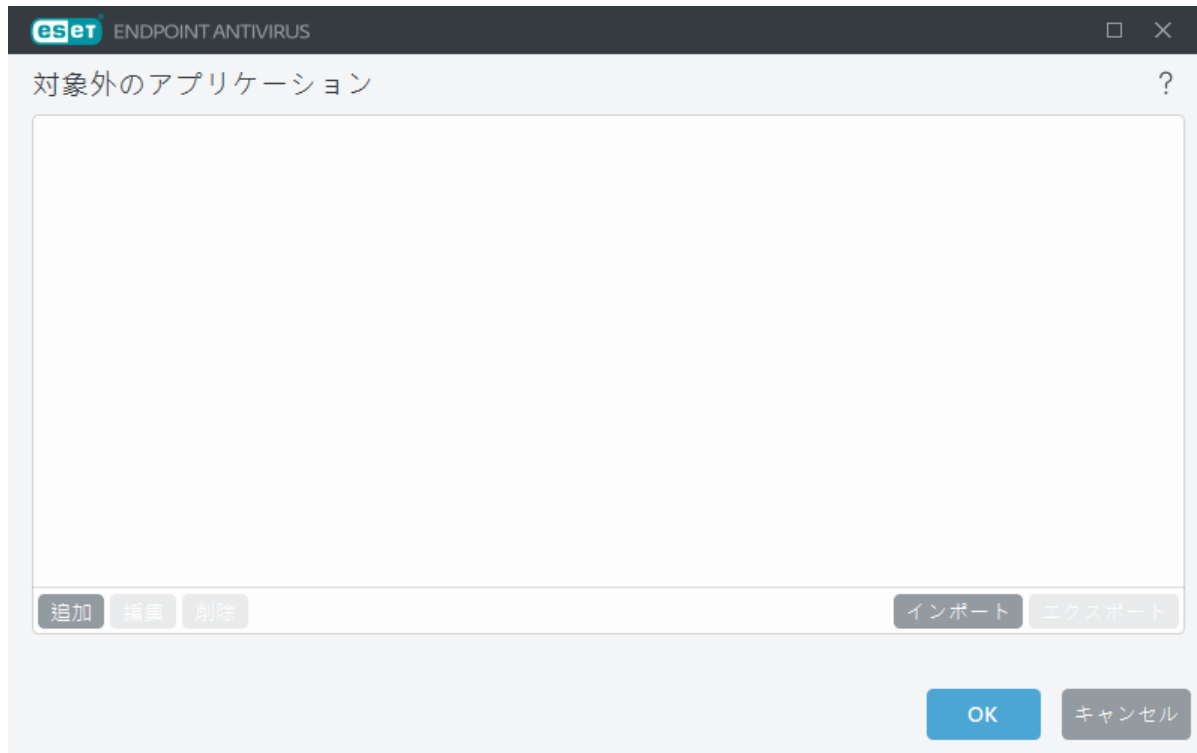 eset ENDPOINT ANTIVIRUS
対象外のアプリケーション ?
追加 編集 削除 インポート エクスポート
OK キャンセル